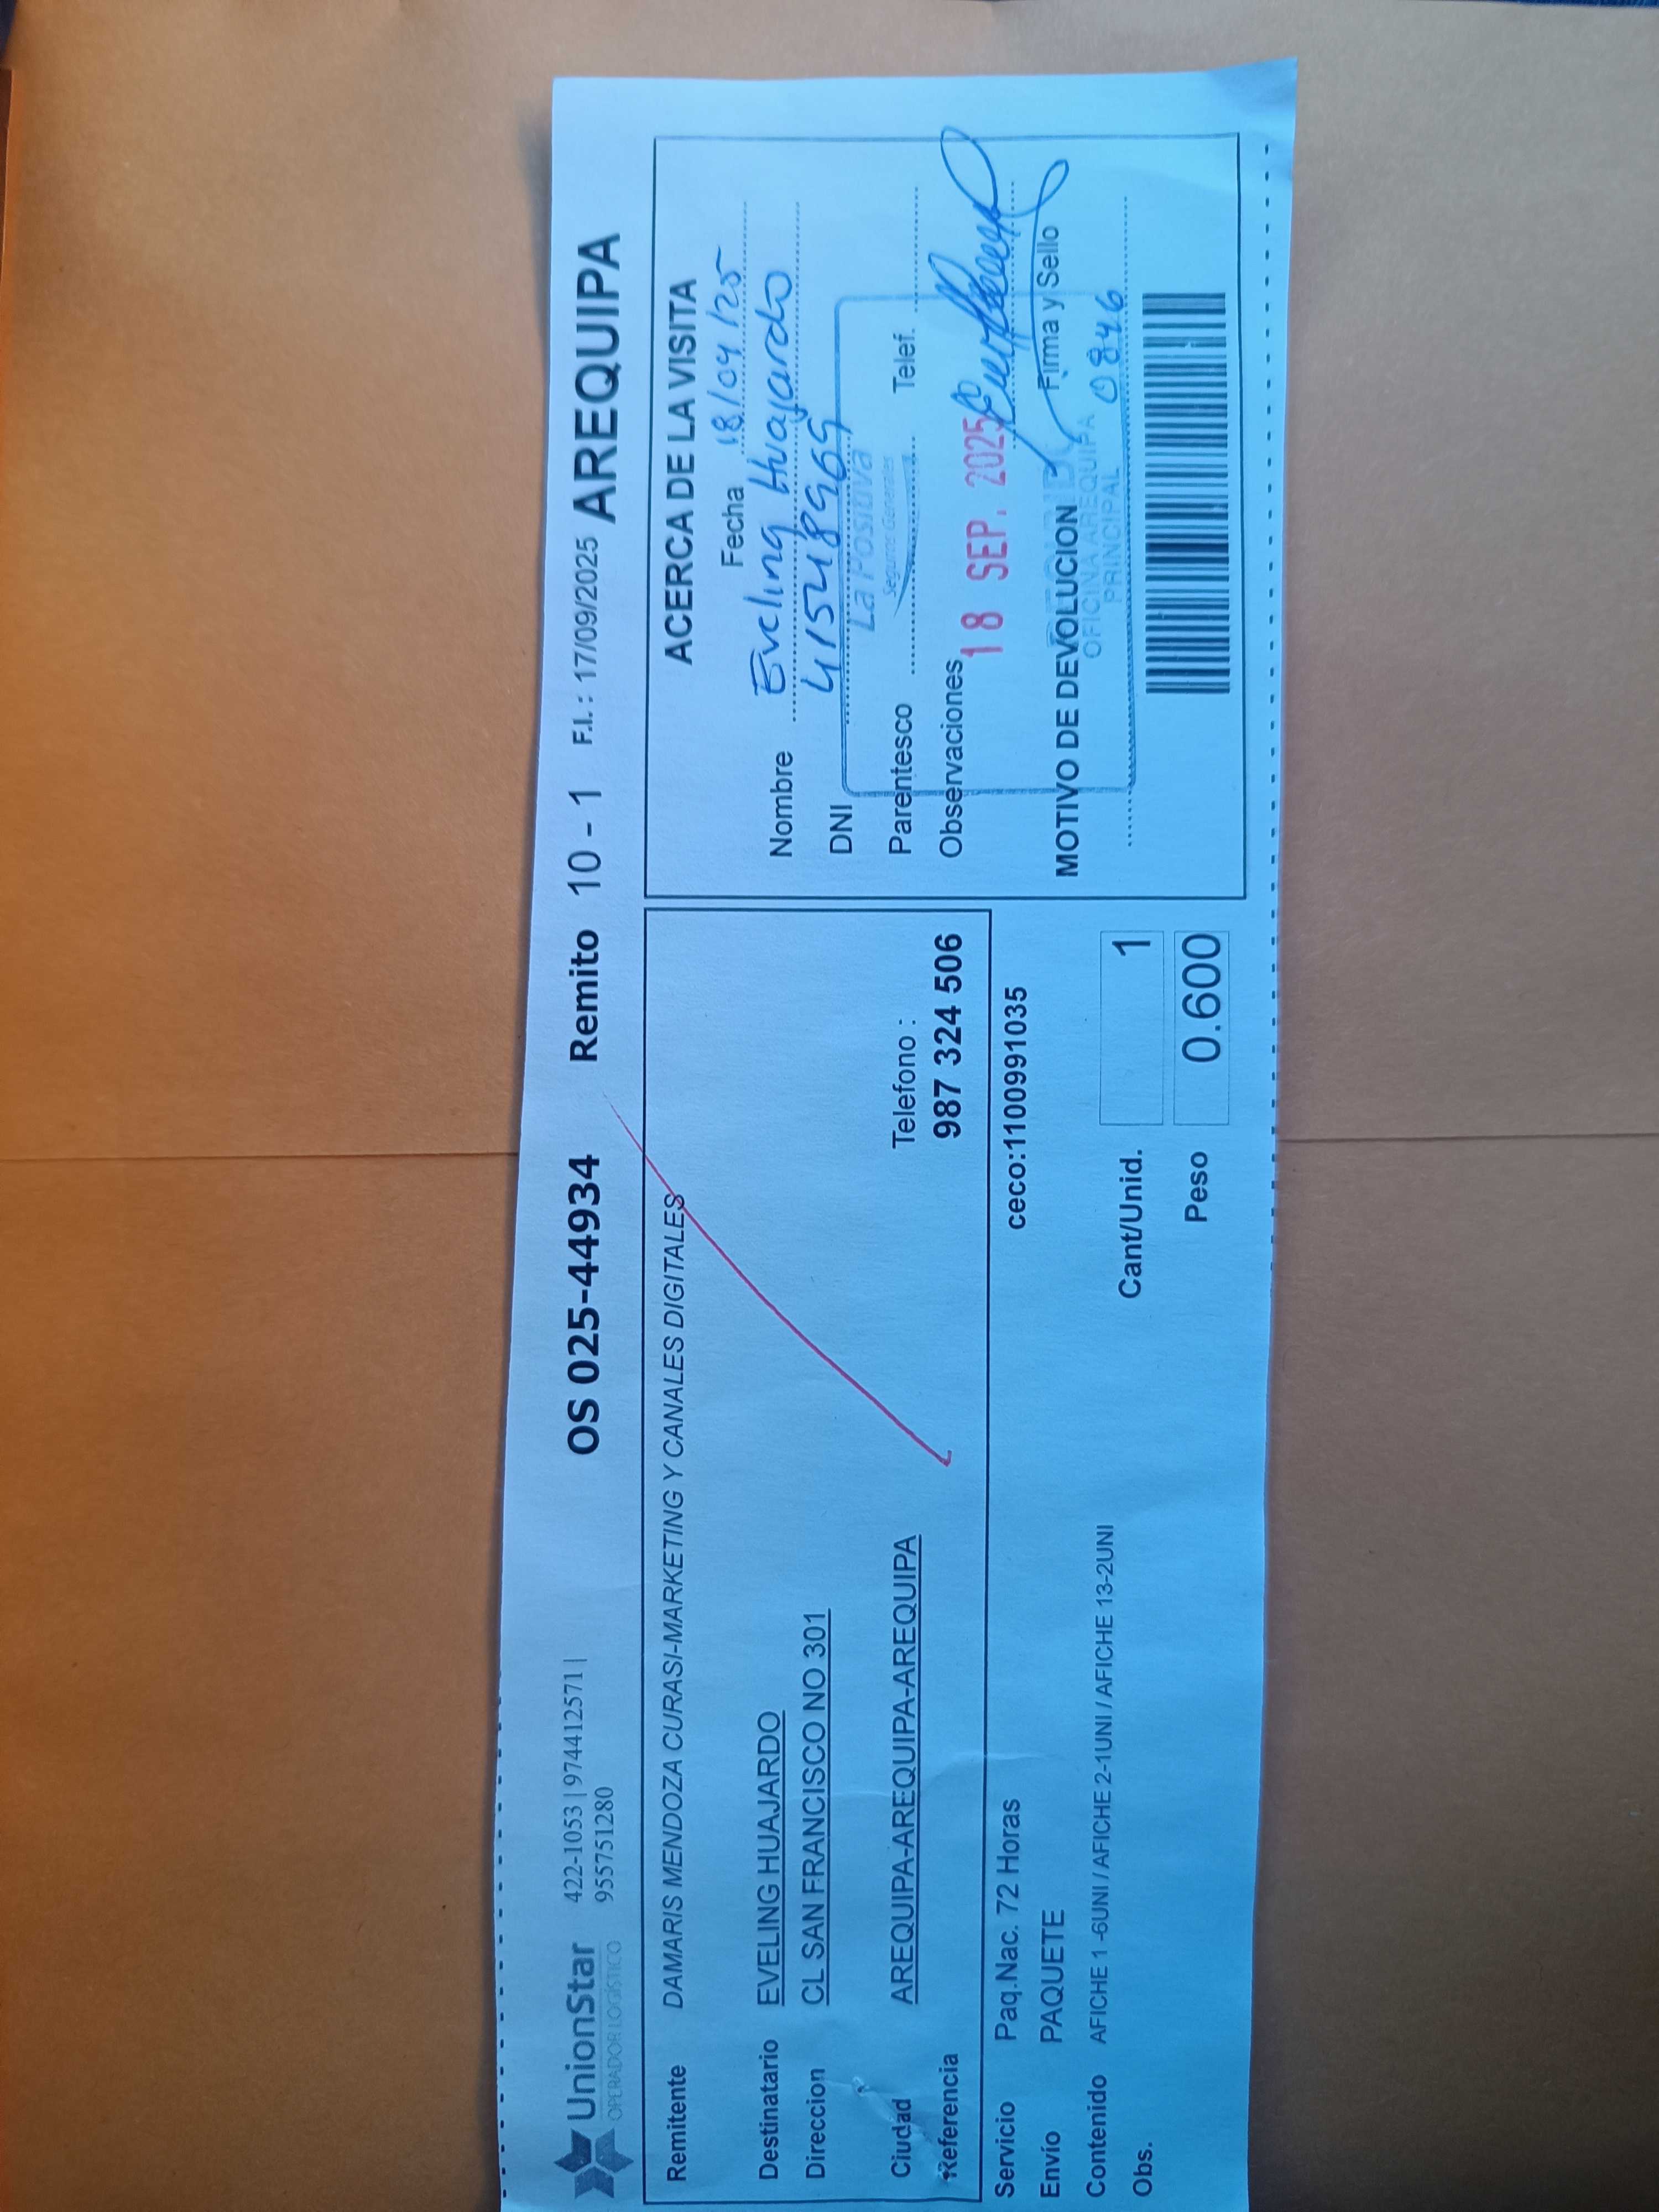 UnionStar
OPERADOR LOGÍSTICO
422-1053 | 974412571 |
955751280
OS 025-44934
Remito 10 - 1
F.I. : 17/09/2025
AREQUIPA
Remitente DAMARIS MENDOZA CURASI-MARKETING Y CANALES DIGITALES
Destinatario EVELING HUAJARDO
Direccion CL SAN FRANCISCO NO 301
Ciudad AREQUIPA-AREQUIPA-AREQUIPA
Telefono :
Referencia 987 324 506
Servicio Paq.Nac. 72 Horas ceco:1100991035
Envío PAQUETE
Contenido AFICHE 1 -6UNI / AFICHE 2-1UNI / AFICHE 13-2UNI
Obs.
Cant/Unid. 1
Peso 0.600
ACERCA DE LA VISITA
Fecha 18/09/25
Nombre Eveling Huajardo
DNI 41548969
La Positiva
Seguros Generales
Parentesco Telef.
Observaciones
18 SEP. 2025
Firma y Sello
MOTIVO DE DEVOLUCION
OFICINA AREQUIPA
PRINCIPAL
0846